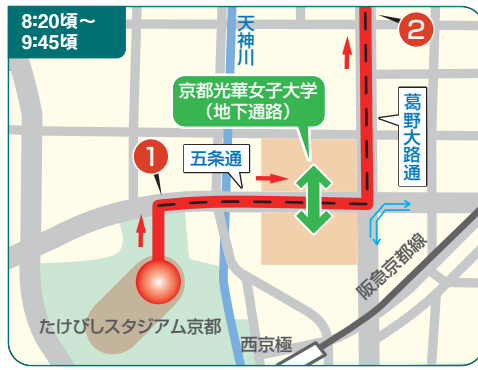 8:20頃～
9:45頃
天神川
2
京都光華女子大学
（地下通路）
葛野大路通
1
五条通
阪急京都線
たけびしスタジアム京都
西京極